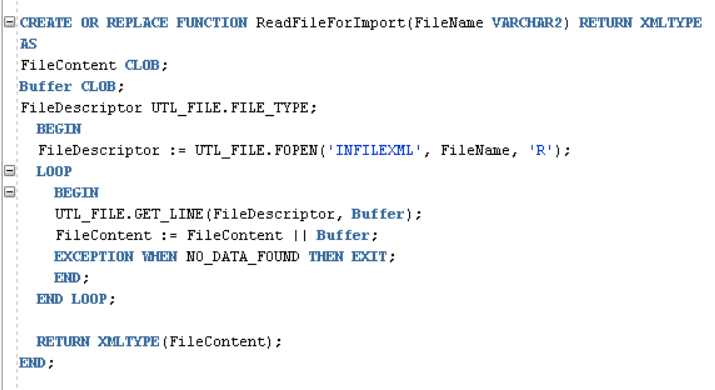 CREATE OR REPLACE FUNCTION ReadFileForImport(FileName VARCHAR2) RETURN XMLTYPE
AS
FileContent CLOB;
Buffer CLOB;
FileDescriptor UTL_FILE.FILE_TYPE;
BEGIN
FileDescriptor := UTL_FILE.FOPEN('INFILEXML', FileName, 'R');
LOOP
BEGIN
UTL_FILE.GET_LINE(FileDescriptor, Buffer);
FileContent := FileContent || Buffer;
EXCEPTION WHEN NO_DATA_FOUND THEN EXIT;
END;
END LOOP;
RETURN XMLTYPE(FileContent);
END;